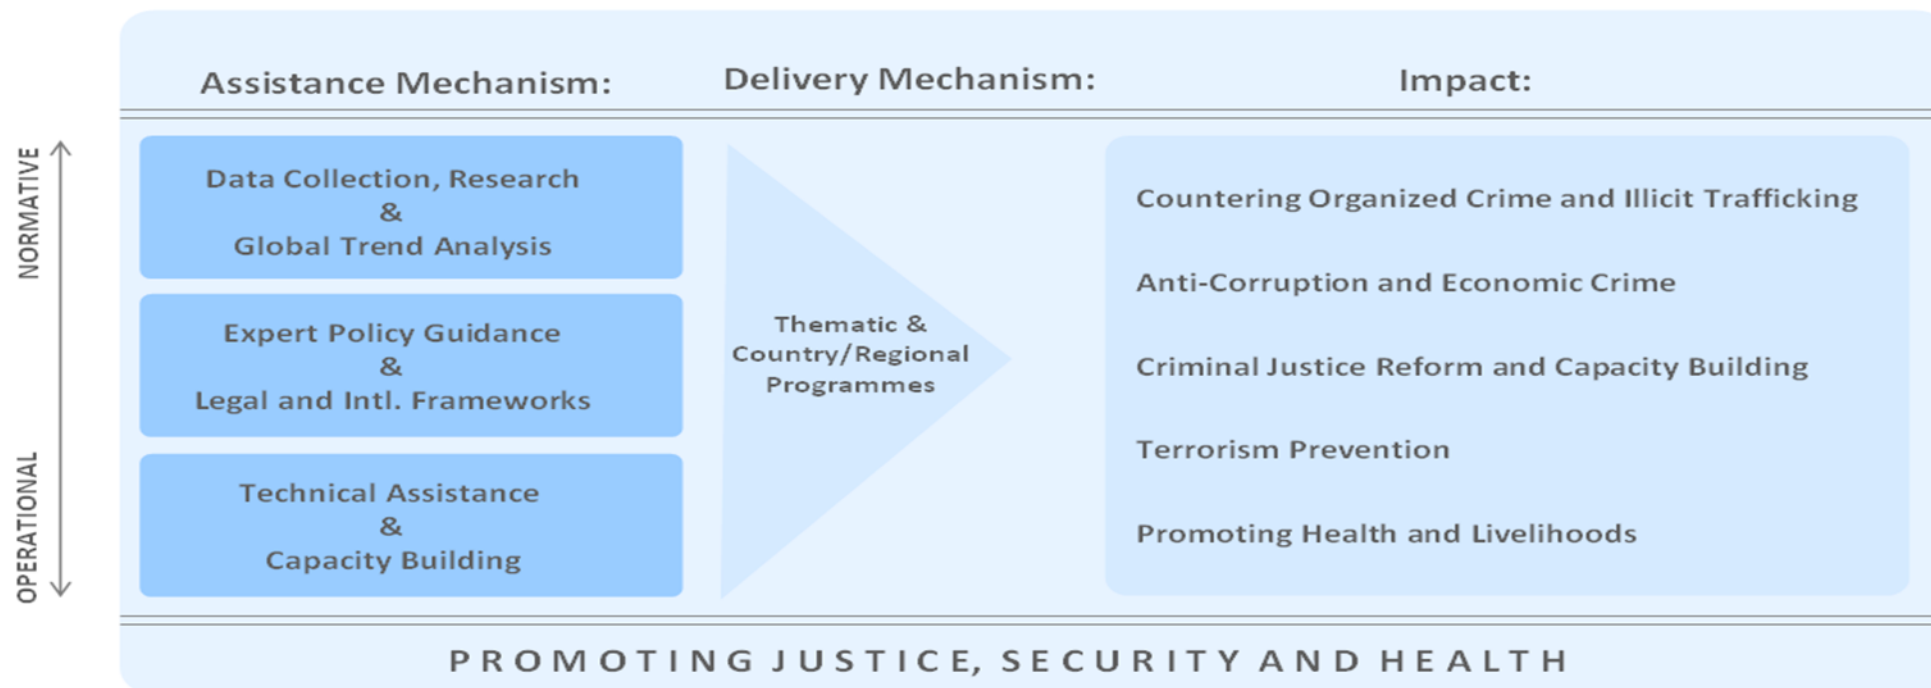 Assistance Mechanism:
Delivery Mechanism:
Impact:
NORMATIVE
OPERATIONAL
Data Collection, Research
&
Global Trend Analysis
Expert Policy Guidance
&
Legal and Intl. Frameworks
Technical Assistance
&
Capacity Building
Thematic &
Country/Regional
Programmes
Countering Organized Crime and Illicit Trafficking
Anti-Corruption and Economic Crime
Criminal Justice Reform and Capacity Building
Terrorism Prevention
Promoting Health and Livelihoods
PROMOTING JUSTICE, SECURITY AND HEALTH